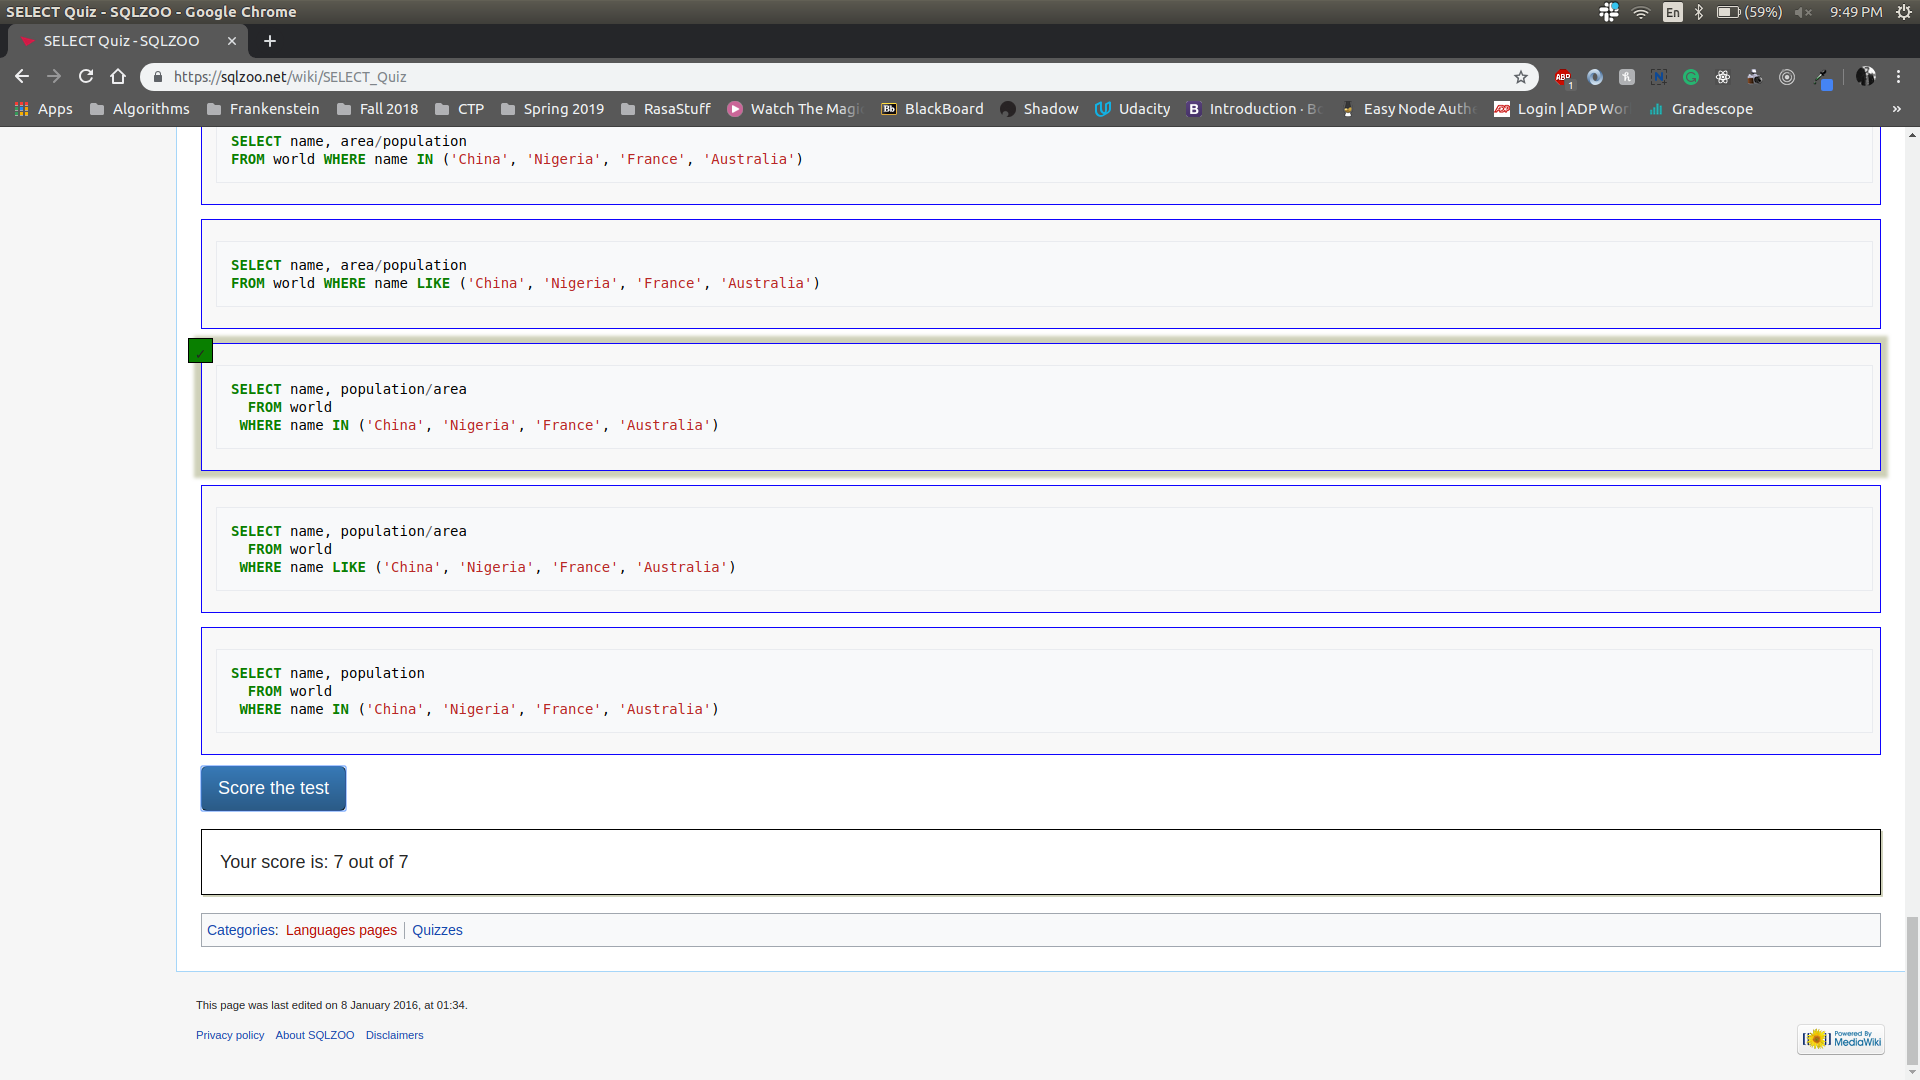 SELECT Quiz - SQLZOO - Google Chrome
En
(59%)
9:49 PM
SELECT Quiz - SQLZOO
https://sqlzoo.net/wiki/SELECT_Quiz
ABP
1
Apps
Algorithms
Frankenstein
Fall 2018
CTP
Spring 2019
RasaStuff
Watch The Magi
Bb
BlackBoard
Shadow
Udacity
B
Introduction · Bo
Easy Node Auth
Login | ADP Wor
Gradescope
»
SELECT name, area/population
FROM world WHERE name IN ('China', 'Nigeria', 'France', 'Australia')
SELECT name, area/population
FROM world WHERE name LIKE ('China', 'Nigeria', 'France', 'Australia')
SELECT name, population/area
FROM world
WHERE name IN ('China', 'Nigeria', 'France', 'Australia')
SELECT name, population/area
FROM world
WHERE name LIKE ('China', 'Nigeria', 'France', 'Australia')
SELECT name, population
FROM world
WHERE name IN ('China', 'Nigeria', 'France', 'Australia')
Score the test
Your score is: 7 out of 7
Categories: Languages pages | Quizzes
This page was last edited on 8 January 2016, at 01:34.
Privacy policy About SQLZOO Disclaimers
Powered By
MediaWiki